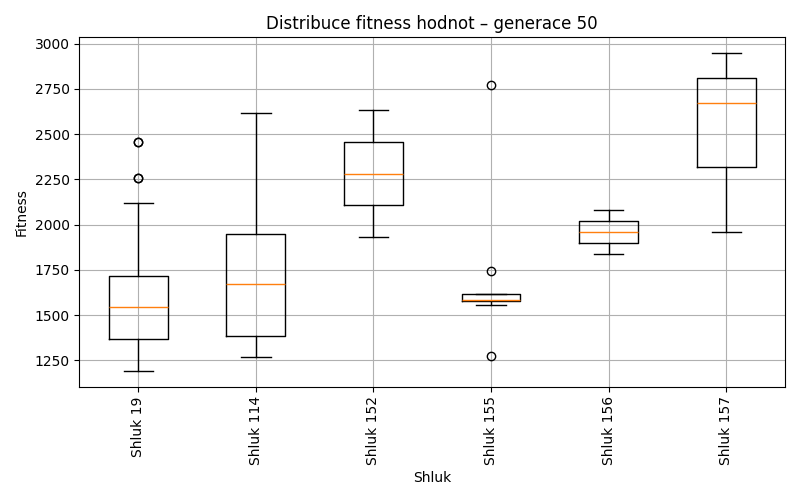 Distribuce fitness hodnot – generace 50
3000
2750
2500
2250
2000
1750
1500
1250
Fitness
Shluk 19
Shluk 114
Shluk 152
Shluk 155
Shluk 156
Shluk 157
Shluk